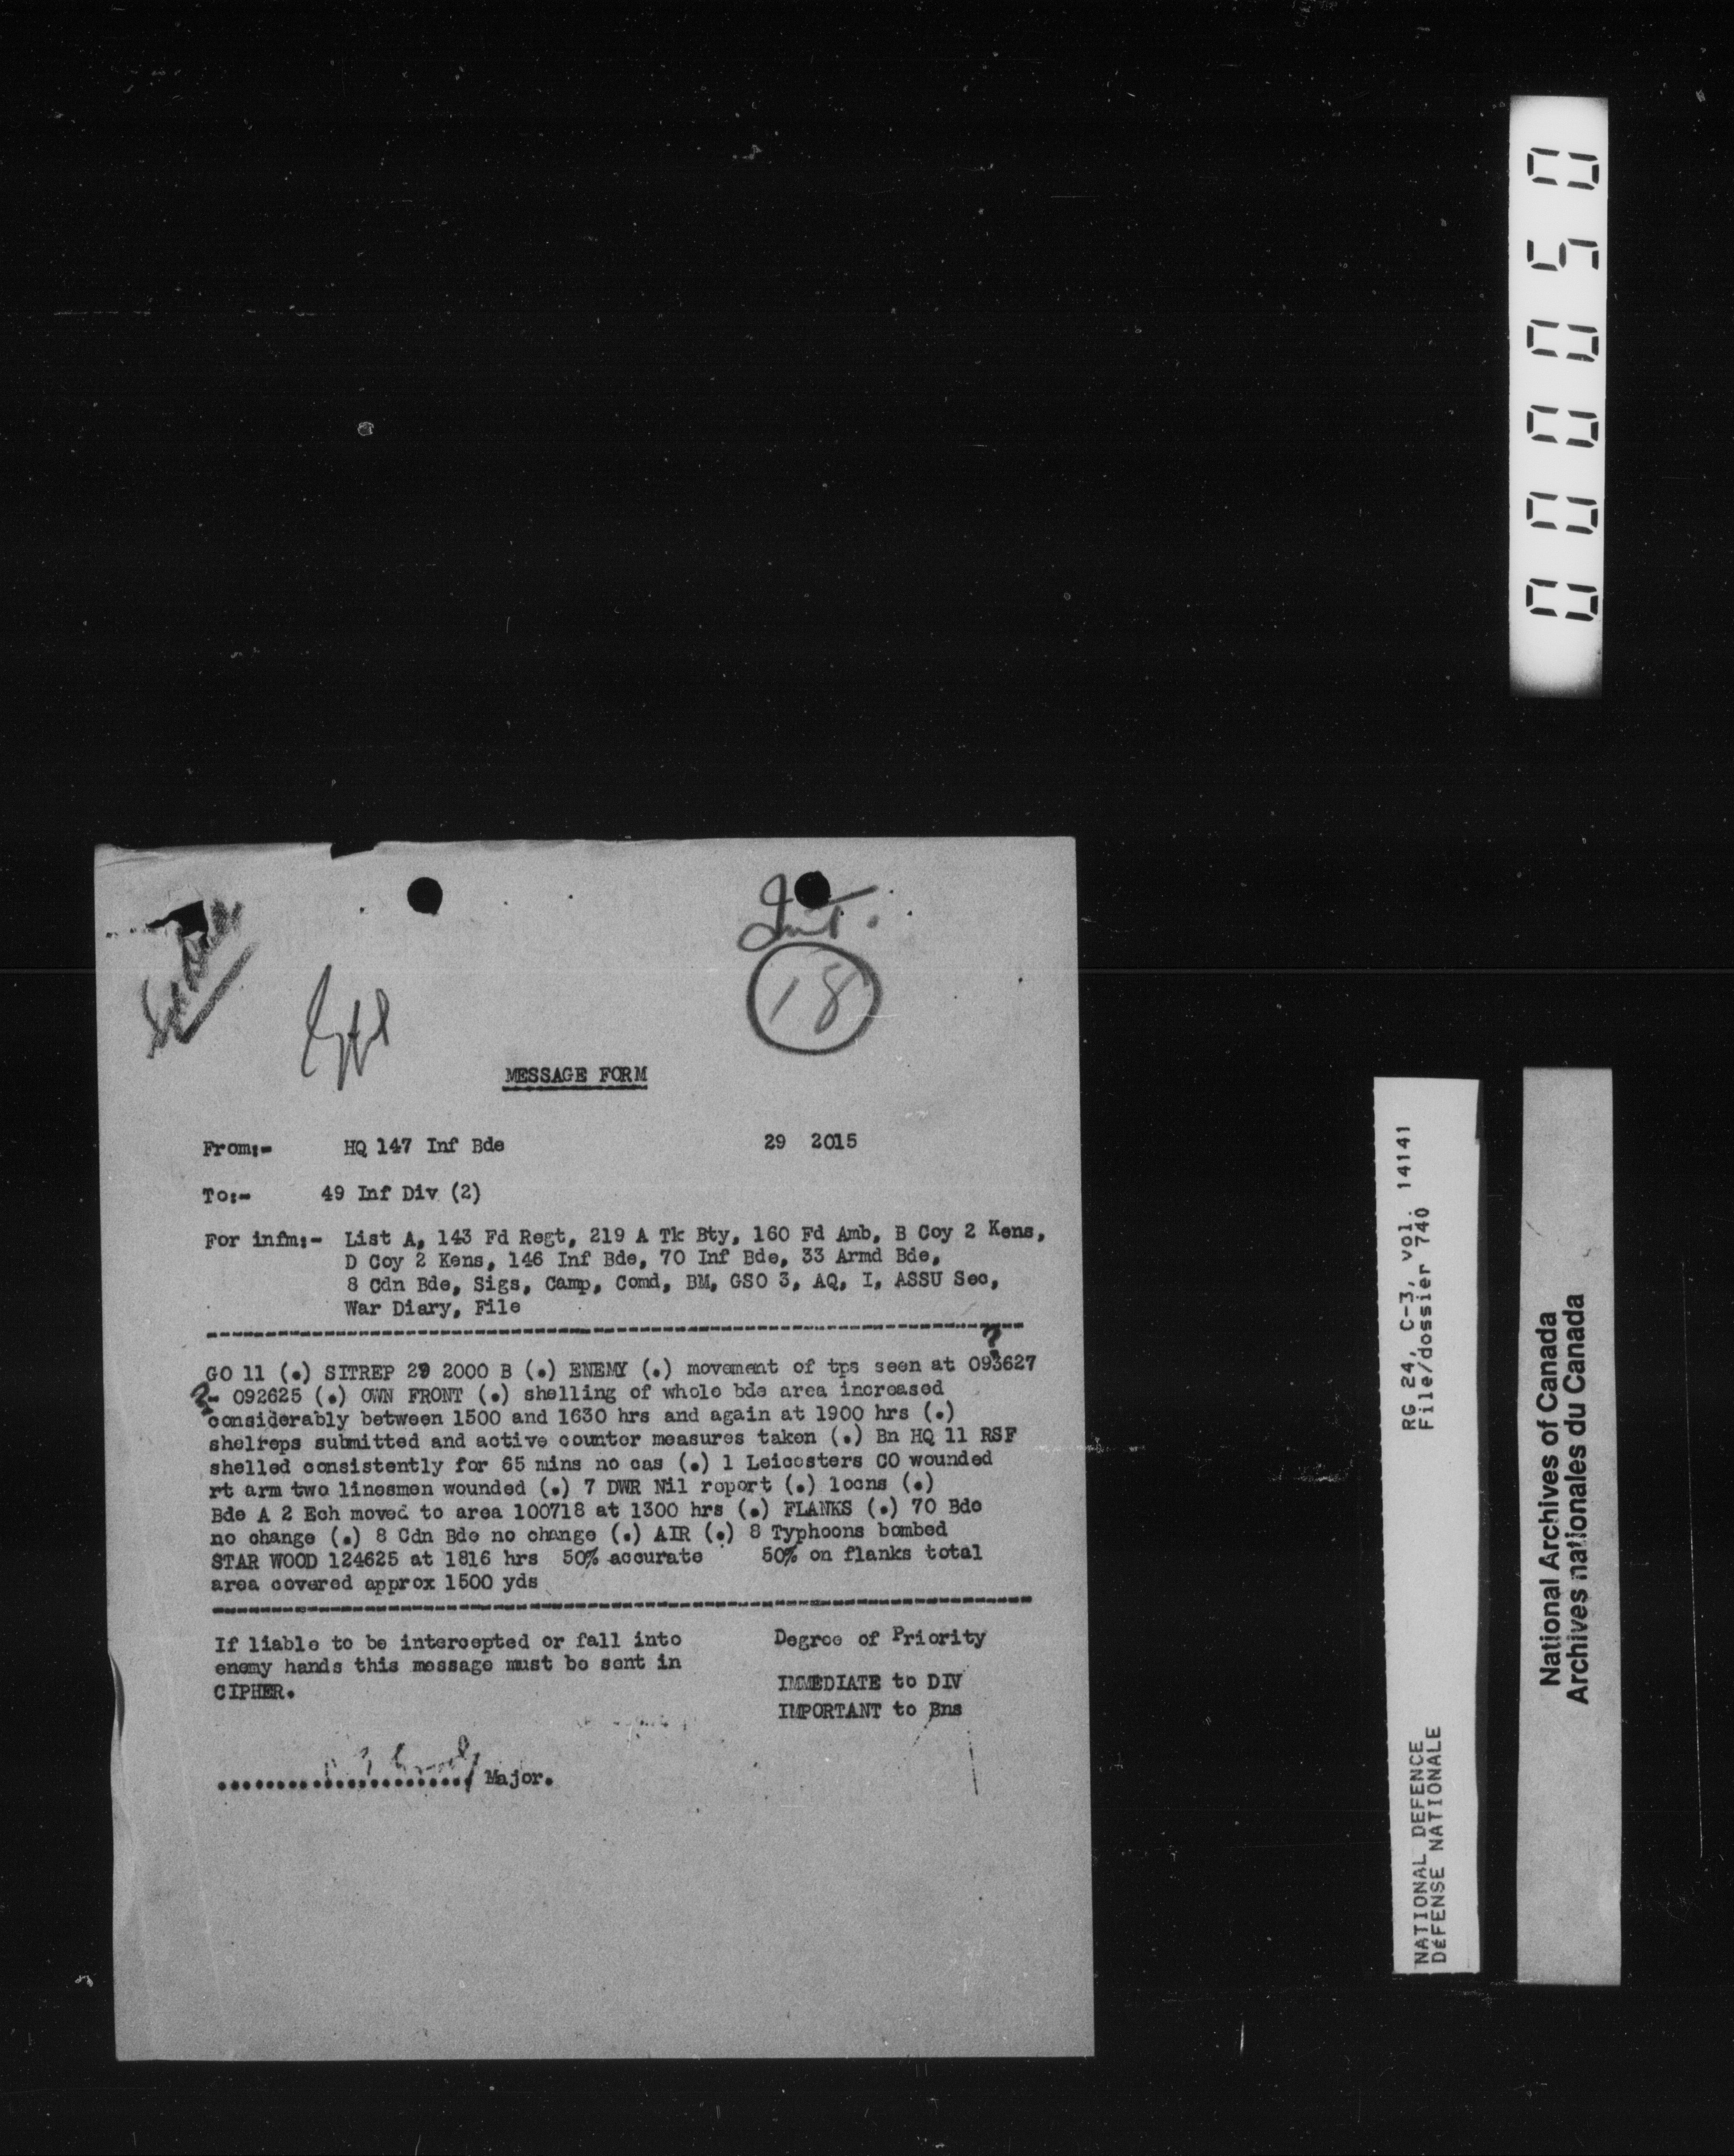 Int.
18
MESSAGE FORM
From:- HQ 147 Inf Bde 29 2015
To:- 49 Inf Div (2)
For infm:- List A, 143 Fd Regt, 219 A Tk Bty, 160 Fd Amb, B Coy 2 Kens,
D Coy 2 Kens, 146 Inf Bde, 70 Inf Bde, 33 Armd Bde,
8 Cdn Bde, Sigs, Camp, Comd, BM, GSO 3, AQ, I, ASSU Sec,
War Diary, File
?
GO 11 (.) SITREP 29 2000 B (.) ENEMY (.) movement of tps seen at 093627
?- 092625 (.) OWN FRONT (.) shelling of whole bde area increased
considerably between 1500 and 1630 hrs and again at 1900 hrs (.)
shelreps submitted and active counter measures taken (.) Bn HQ 11 RSF
shelled consistently for 65 mins no cas (.) 1 Leicesters CO wounded
rt arm two linesmen wounded (.) 7 DWR Nil report (.) locns (.)
Bde A 2 Ech moved to area 100718 at 1300 hrs (.) FLANKS (.) 70 Bde
no change (.) 8 Cdn Bde no change (.) AIR (.) 8 Typhoons bombed
STAR WOOD 124625 at 1816 hrs 50% accurate 50% on flanks total
area covered approx 1500 yds
If liable to be intercepted or fall into
enemy hands this message must be sent in
CIPHER.
Degree of Priority
IMMEDIATE to DIV
IMPORTANT to Bns
Major.
000050
RG 24, C-3, vol. 14141
File/dossier 740
NATIONAL DEFENCE
DÉFENSE NATIONALE
National Archives of Canada
Archives nationales du Canada